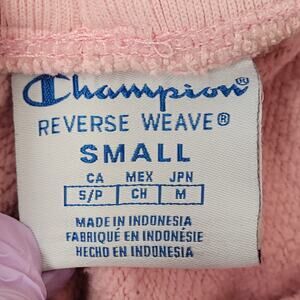 Champion
REVERSE WEAVE®
SMALL
CA MEX JPN
S/P CH M
MADE IN INDONESIA
FABRIQUÉ EN INDONÉSIE
HECHO EN INDONESIA